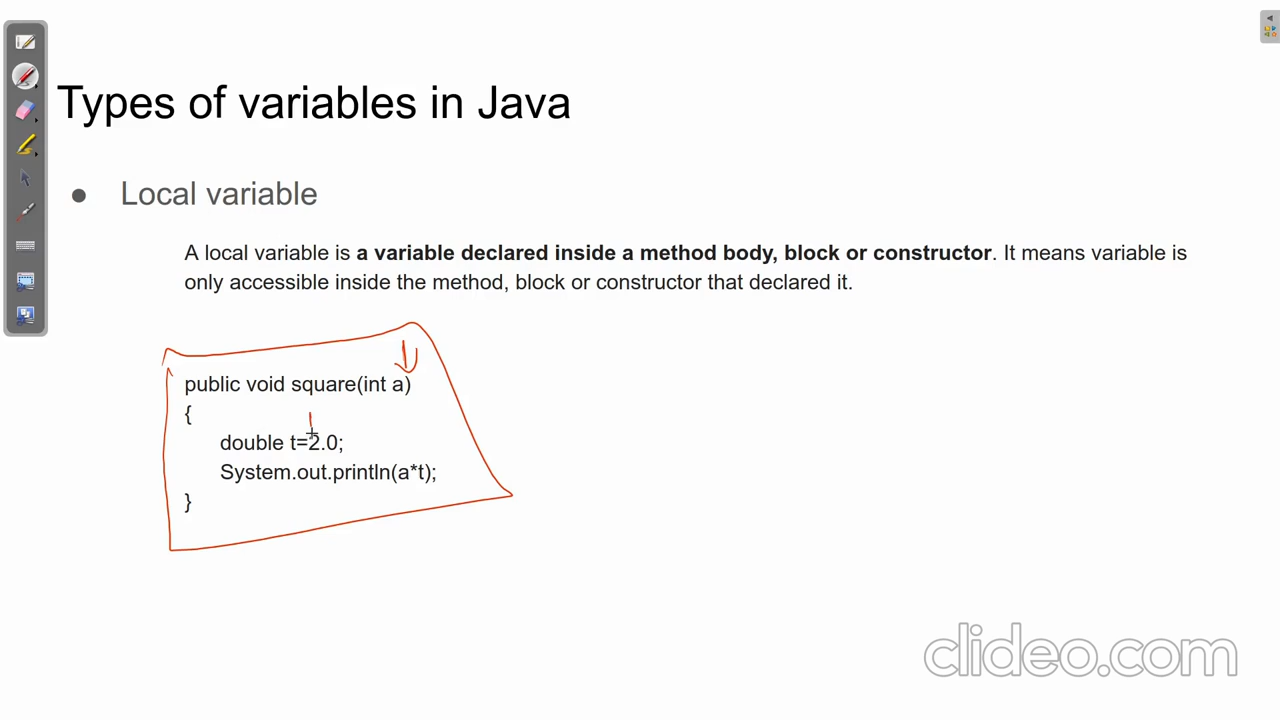 Types of variables in Java
● Local variable
A local variable is a variable declared inside a method body, block or constructor. It means variable is
only accessible inside the method, block or constructor that declared it.
public void square(int a)
{
double t=2.0;
System.out.println(a*t);
}
clideo.com